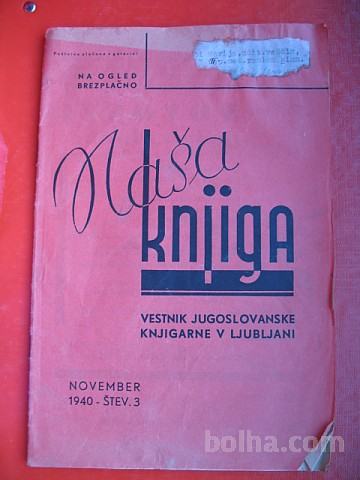 Poštnina plačana v gotovini
NA OGLED
BREZPLAČNO
Naša
knjiga
VESTNIK JUGOSLOVANSKE
KNJIGARNE V LJUBLJANI
NOVEMBER
1940 - ŠTEV. 3
bolha.com